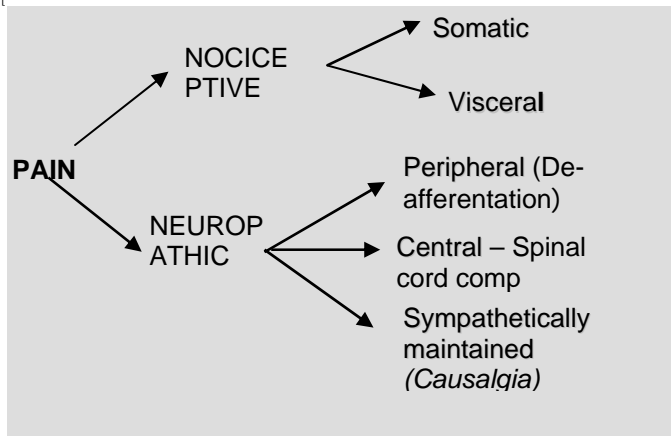 Somatic
NOCICE
PTIVE
Visceral
PAIN
Peripheral (De-
afferentation)
NEUROP
ATHIC
Central – Spinal
cord comp
Sympathetically
maintained
(Causalgia)